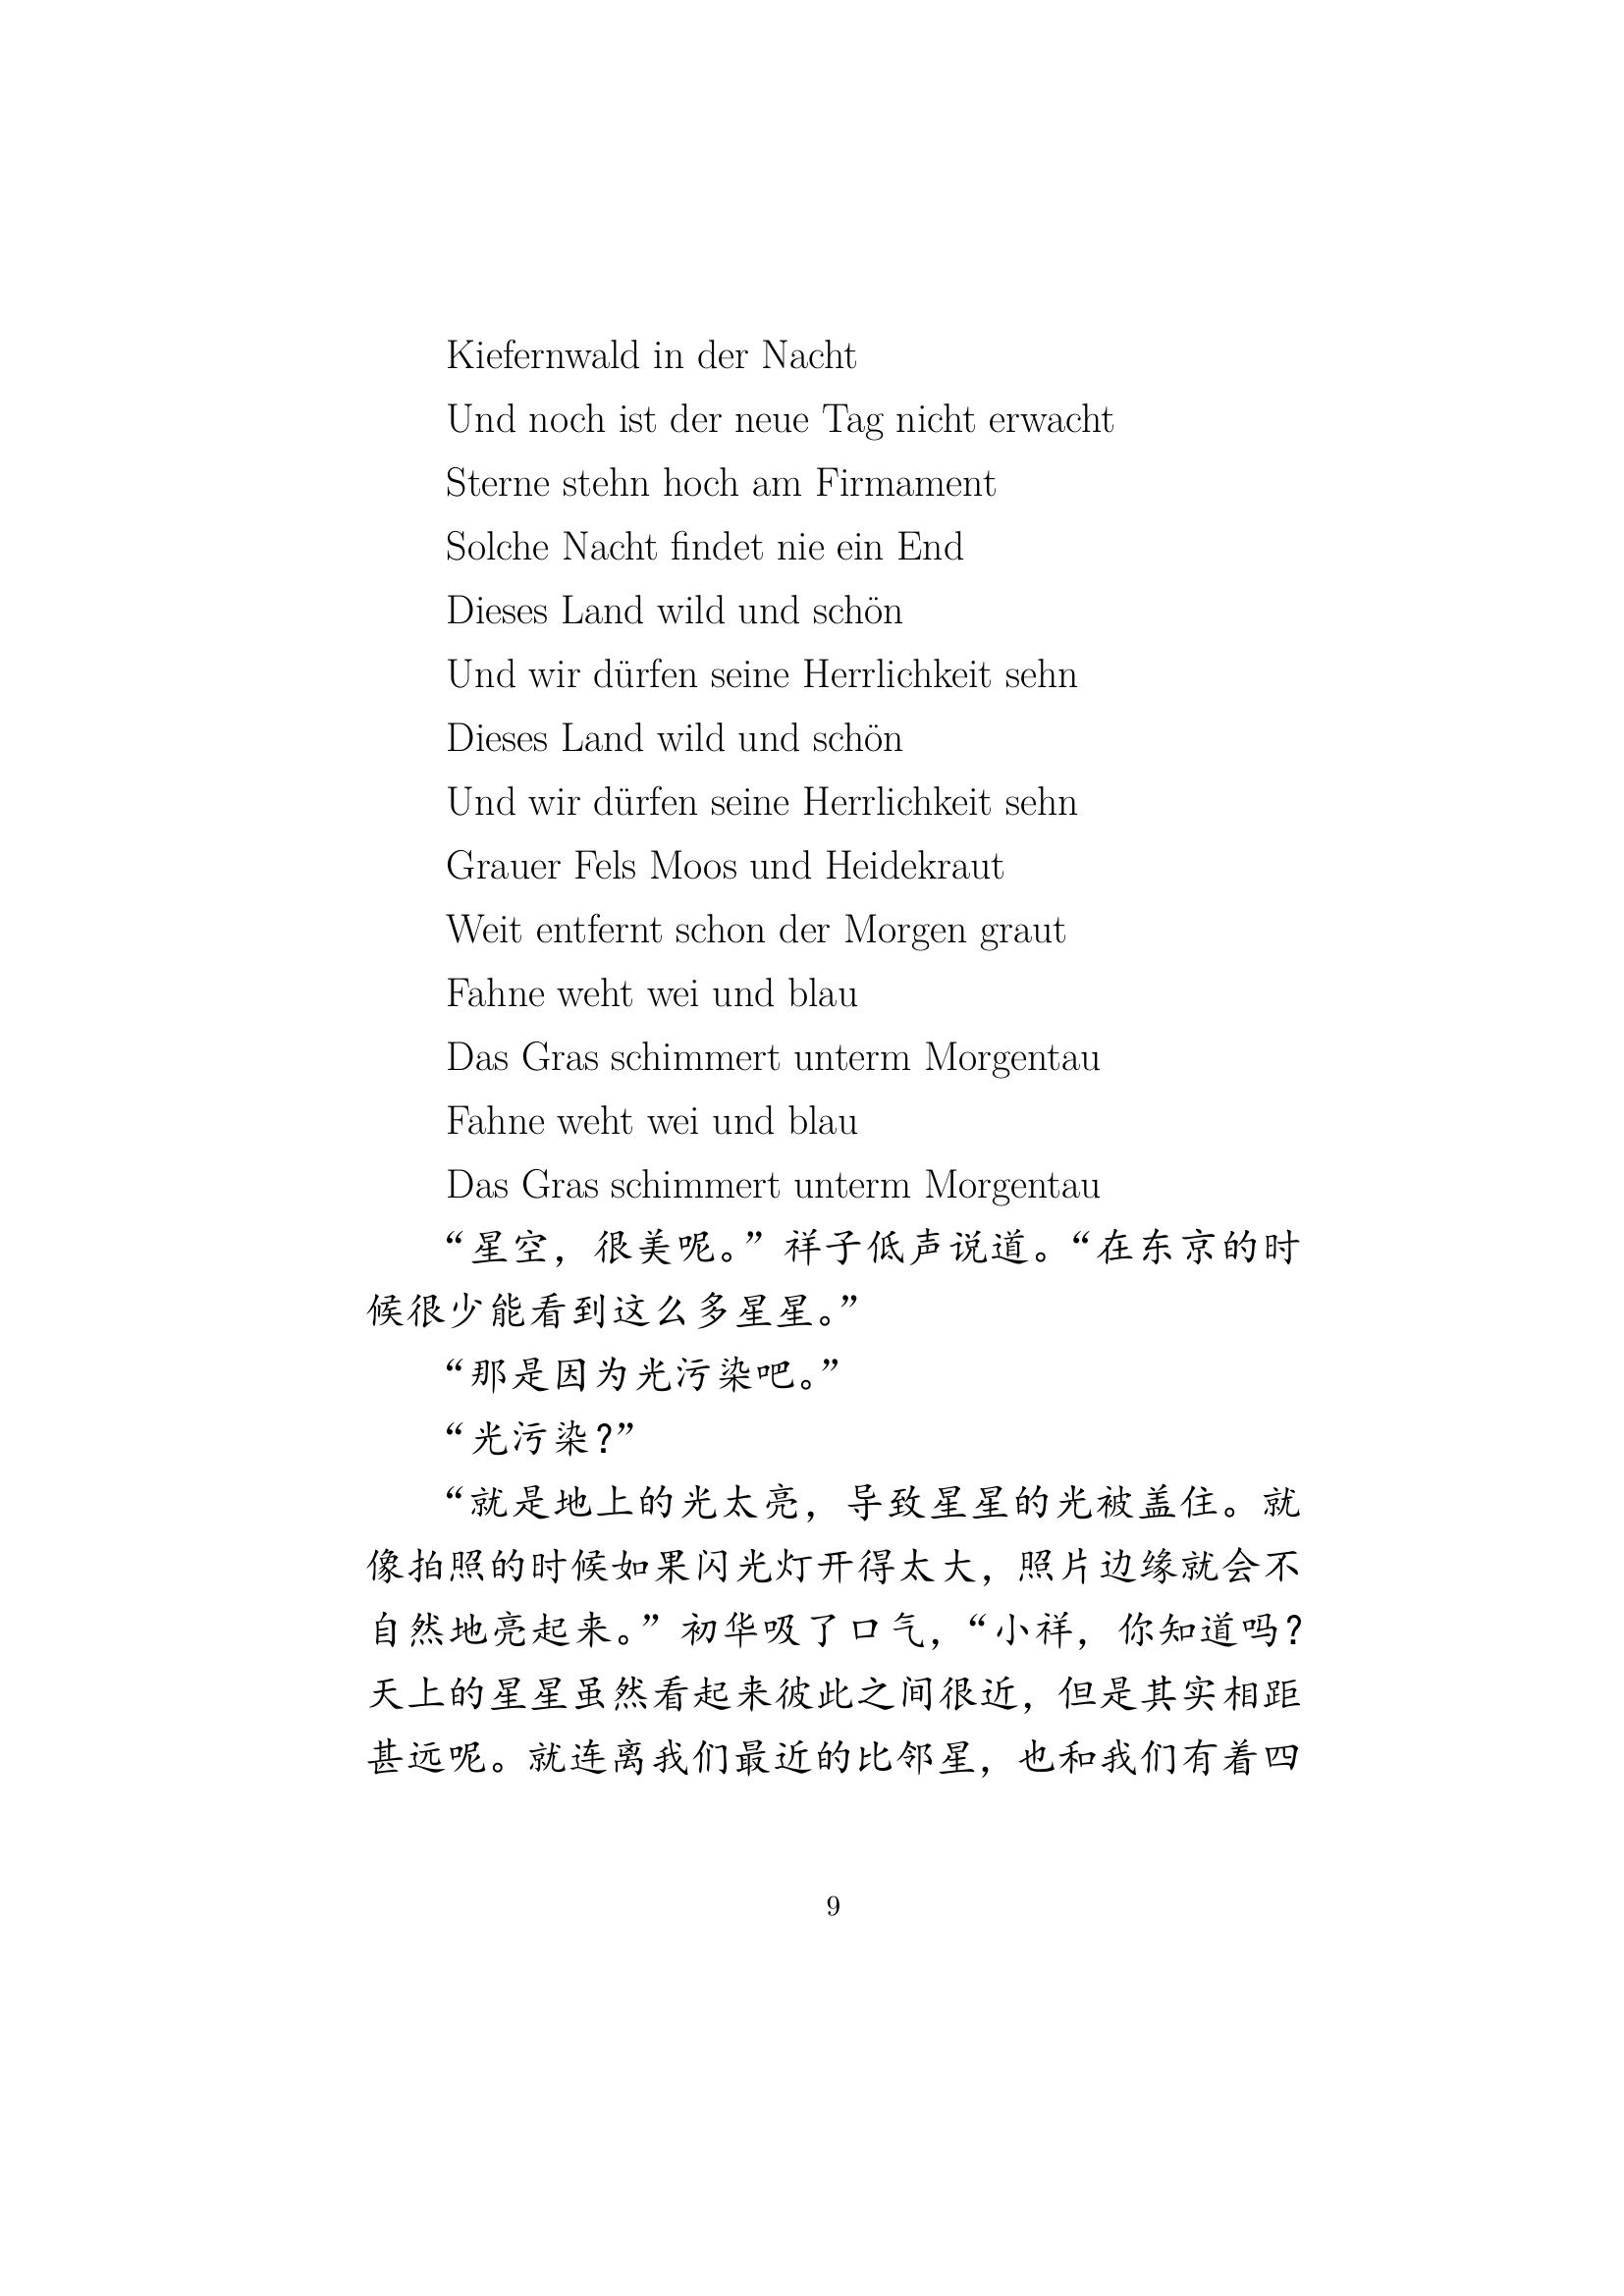 Kiefernwald in der Nacht
Und noch ist der neue Tag nicht erwacht
Sterne stehn hoch am Firmament
Solche Nacht findet nie ein End
Dieses Land wild und schön
Und wir dürfen seine Herrlichkeit sehn
Dieses Land wild und schön
Und wir dürfen seine Herrlichkeit sehn
Grauer Fels Moos und Heidekraut
Weit entfernt schon der Morgen graut
Fahne weht wei und blau
Das Gras schimmert unterm Morgentau
Fahne weht wei und blau
Das Gras schimmert unterm Morgentau
“星空，很美呢。”祥子低声说道。“在东京的时
候很少能看到这么多星星。”
“那是因为光污染吧。”
“光污染？”
“就是地上的光太亮，导致星星的光被盖住。就
像拍照的时候如果闪光灯开得太大，照片边缘就会不
自然地亮起来。”初华吸了口气，“小祥，你知道吗？
天上的星星虽然看起来彼此之间很近，但是其实相距
甚远呢。就连离我们最近的比邻星，也和我们有着四
9